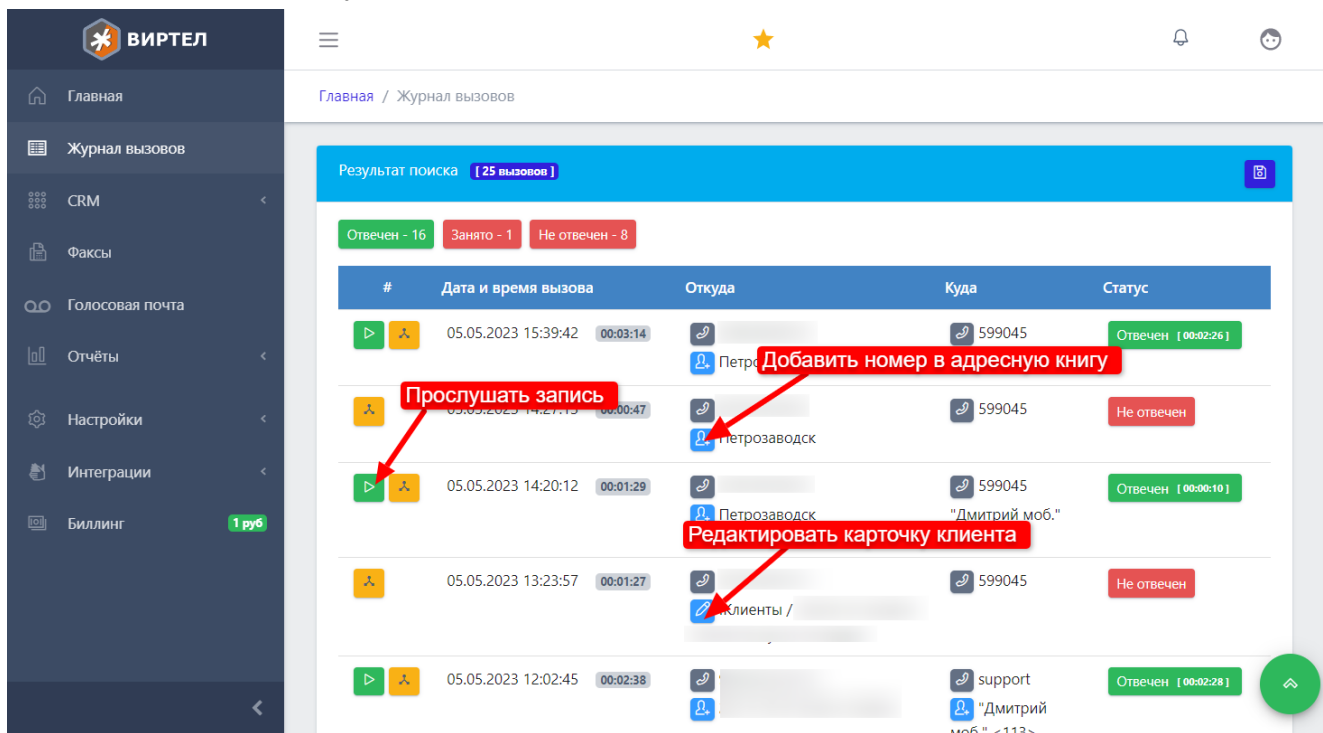 ВИРТЕЛ
Главная
Журнал вызовов
CRM
Факсы
Голосовая почта
Отчёты
Настройки
Интеграции
Биллинг 1 руб
Главная / Журнал вызовов
Результат поиска [ 25 вызовов ]
Отвечен - 16 Занято - 1 Не отвечен - 8
# Дата и время вызова Откуда Куда Статус
05.05.2023 15:39:42 00:03:14 599045 Отвечен [ 00:02:26 ]
Добавить номер в адресную книгу
Прослушать запись
00:00:47 599045 Не отвечен
Петрозаводск
05.05.2023 14:20:12 00:01:29 599045 Отвечен [ 00:00:10 ]
Петрозаводск "Дмитрий моб."
Редактировать карточку клиента
05.05.2023 13:23:57 00:01:27 599045 Не отвечен
Клиенты /
05.05.2023 12:02:45 00:02:38 support Отвечен [ 00:02:28 ]
"Дмитрий
моб." <113>